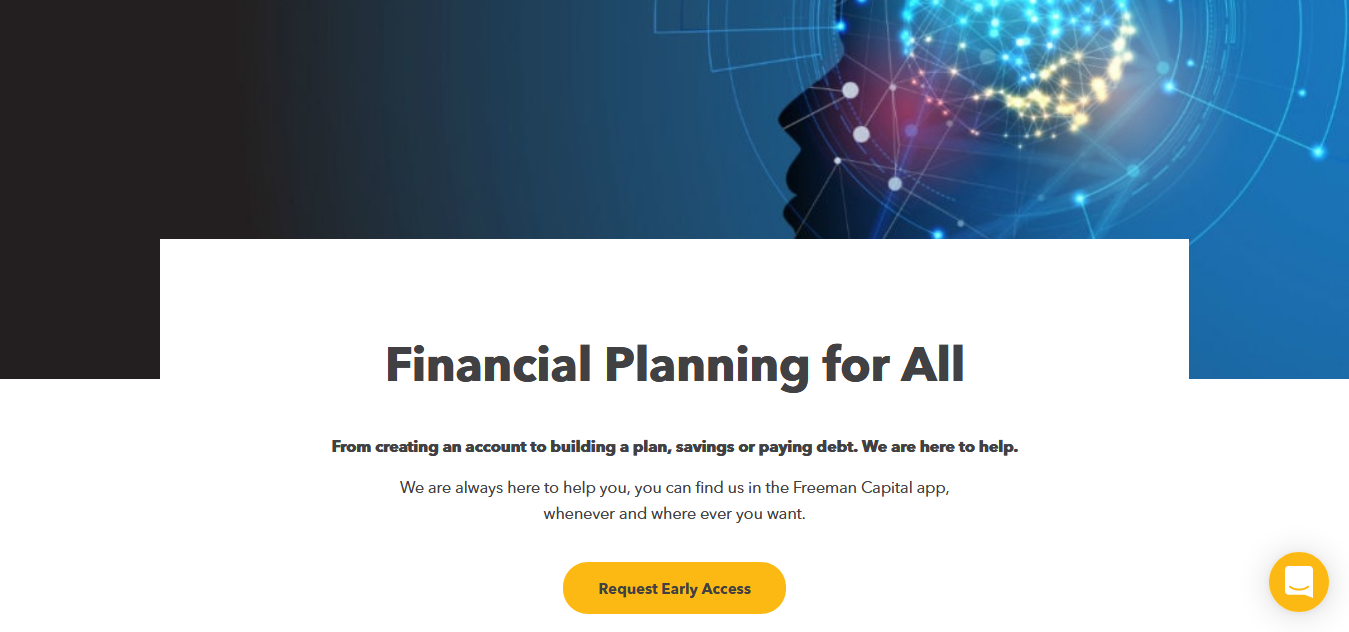 Financial Planning for All
From creating an account to building a plan, savings or paying debt. We are here to help.
We are always here to help you, you can find us in the Freeman Capital app,
whenever and where ever you want.
Request Early Access